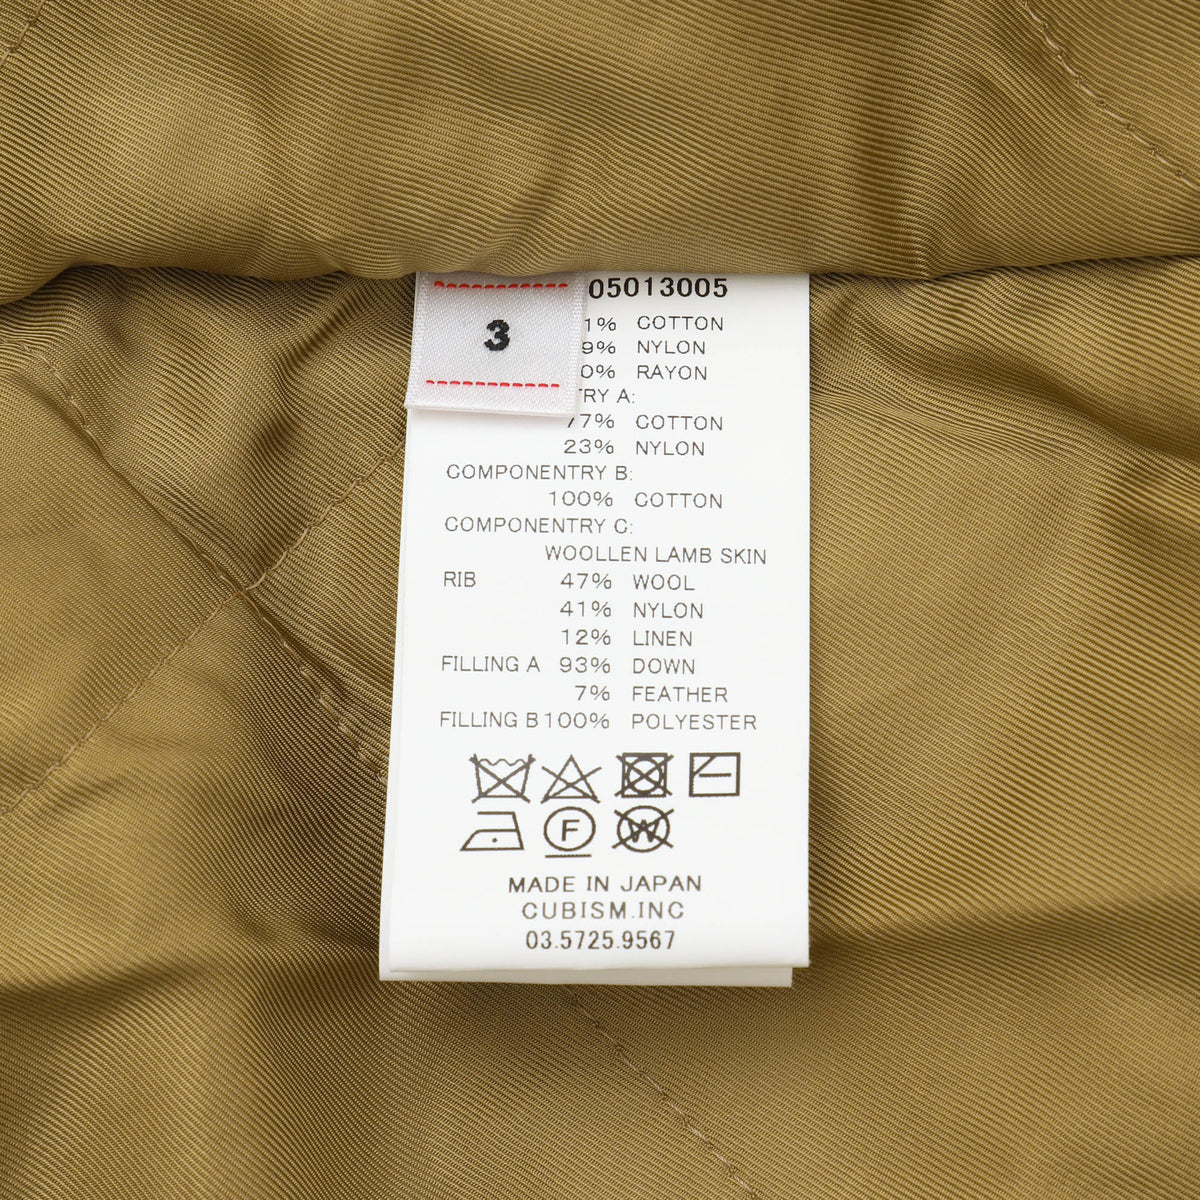 3
05013005
1% COTTON
9% NYLON
0% RAYON
TRY A:
77% COTTON
23% NYLON
COMPONENTRY B:
100% COTTON
COMPONENTRY C:
WOOLLEN LAMB SKIN
RIB 47% WOOL
41% NYLON
12% LINEN
FILLING A 93% DOWN
7% FEATHER
FILLING B 100% POLYESTER
F W
MADE IN JAPAN
CUBISM.INC
03.5725.9567